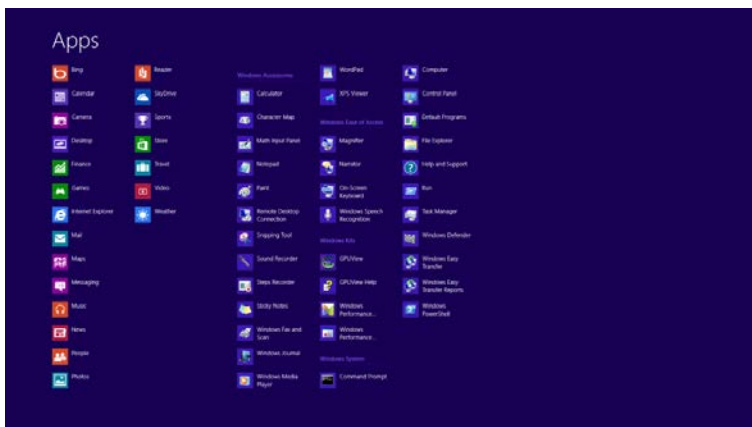 Apps
Bing
Calendar
Camera
Desktop
Finance
Games
Internet Explorer
Mail
Maps
Messaging
Music
News
People
Photos
Reader
SkyDrive
Sports
Store
Travel
Video
Weather
Windows Accessories
Calculator
Character Map
Math Input Panel
Notepad
Paint
Remote Desktop
Connection
Snipping Tool
Sound Recorder
Steps Recorder
Sticky Notes
Windows Fax and
Scan
Windows Journal
Windows Media
Player
WordPad
XPS Viewer
Windows Ease of Access
Magnifier
Narrator
On-Screen
Keyboard
Windows Speech
Recognition
Windows Kits
GPUView
GPUView Help
Windows
Performance...
Windows
Performance...
Windows System
Command Prompt
Computer
Control Panel
Default Programs
File Explorer
Help and Support
Run
Task Manager
Windows Defender
Windows Easy
Transfer
Windows Easy
Transfer Reports
Windows
PowerShell